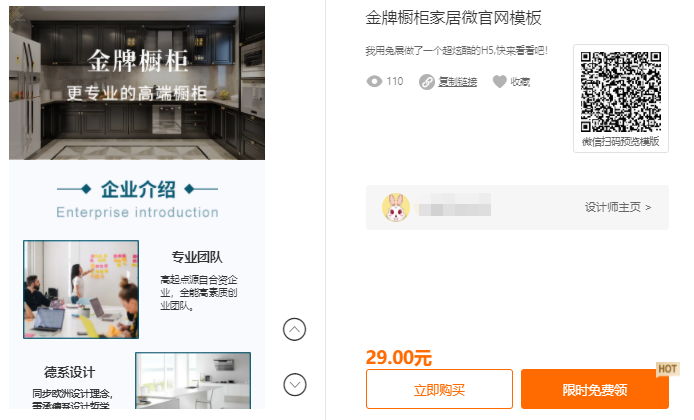 金牌橱柜
更专业的高端橱柜
企业介绍
Enterprise introduction
专业团队
高起点源自合资企
业，全能高素质创
业团队。
德系设计
同步欧洲设计理念,
秉承德系设计哲学
金牌橱柜家居微官网模板
我用免展做了一个超炫酷的H5,快来看看吧!
110 复制链接 收藏
微信扫码预览模版
设计师主页 >
29.00元
立即购买
限时免费领
HOT